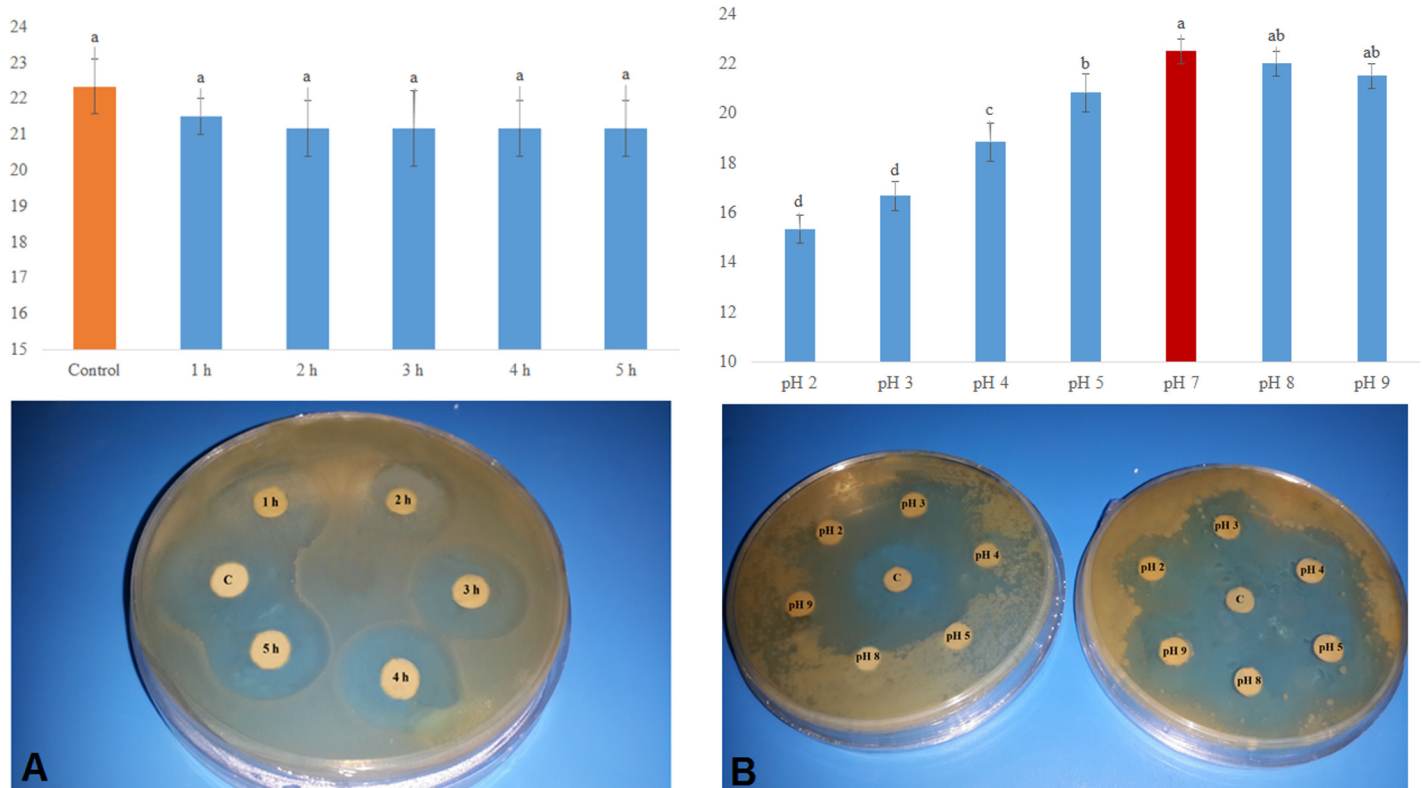 24
23
22
21
20
19
18
17
16
15
a
a
a
a
a
a
Control 1 h 2 h 3 h 4 h 5 h
24
22
20
18
16
14
12
10
d
d
c
b
a
ab
ab
pH 2 pH 3 pH 4 pH 5 pH 7 pH 8 pH 9
1 h
2 h
C
3 h
5 h
4 h
A
pH 3
pH 2
pH 4
C
pH 9
pH 5
pH 8
pH 3
pH 2
pH 4
C
pH 9
pH 5
pH 8
B